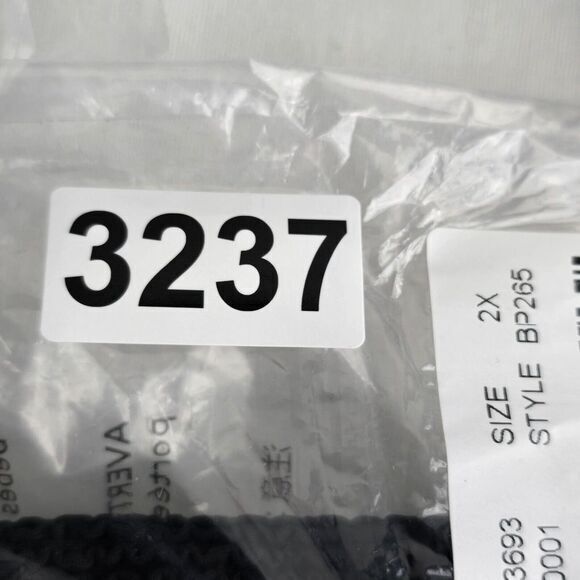 3237
SIZE 2X
STYLE BP265
3693
0001
AVERT
portée